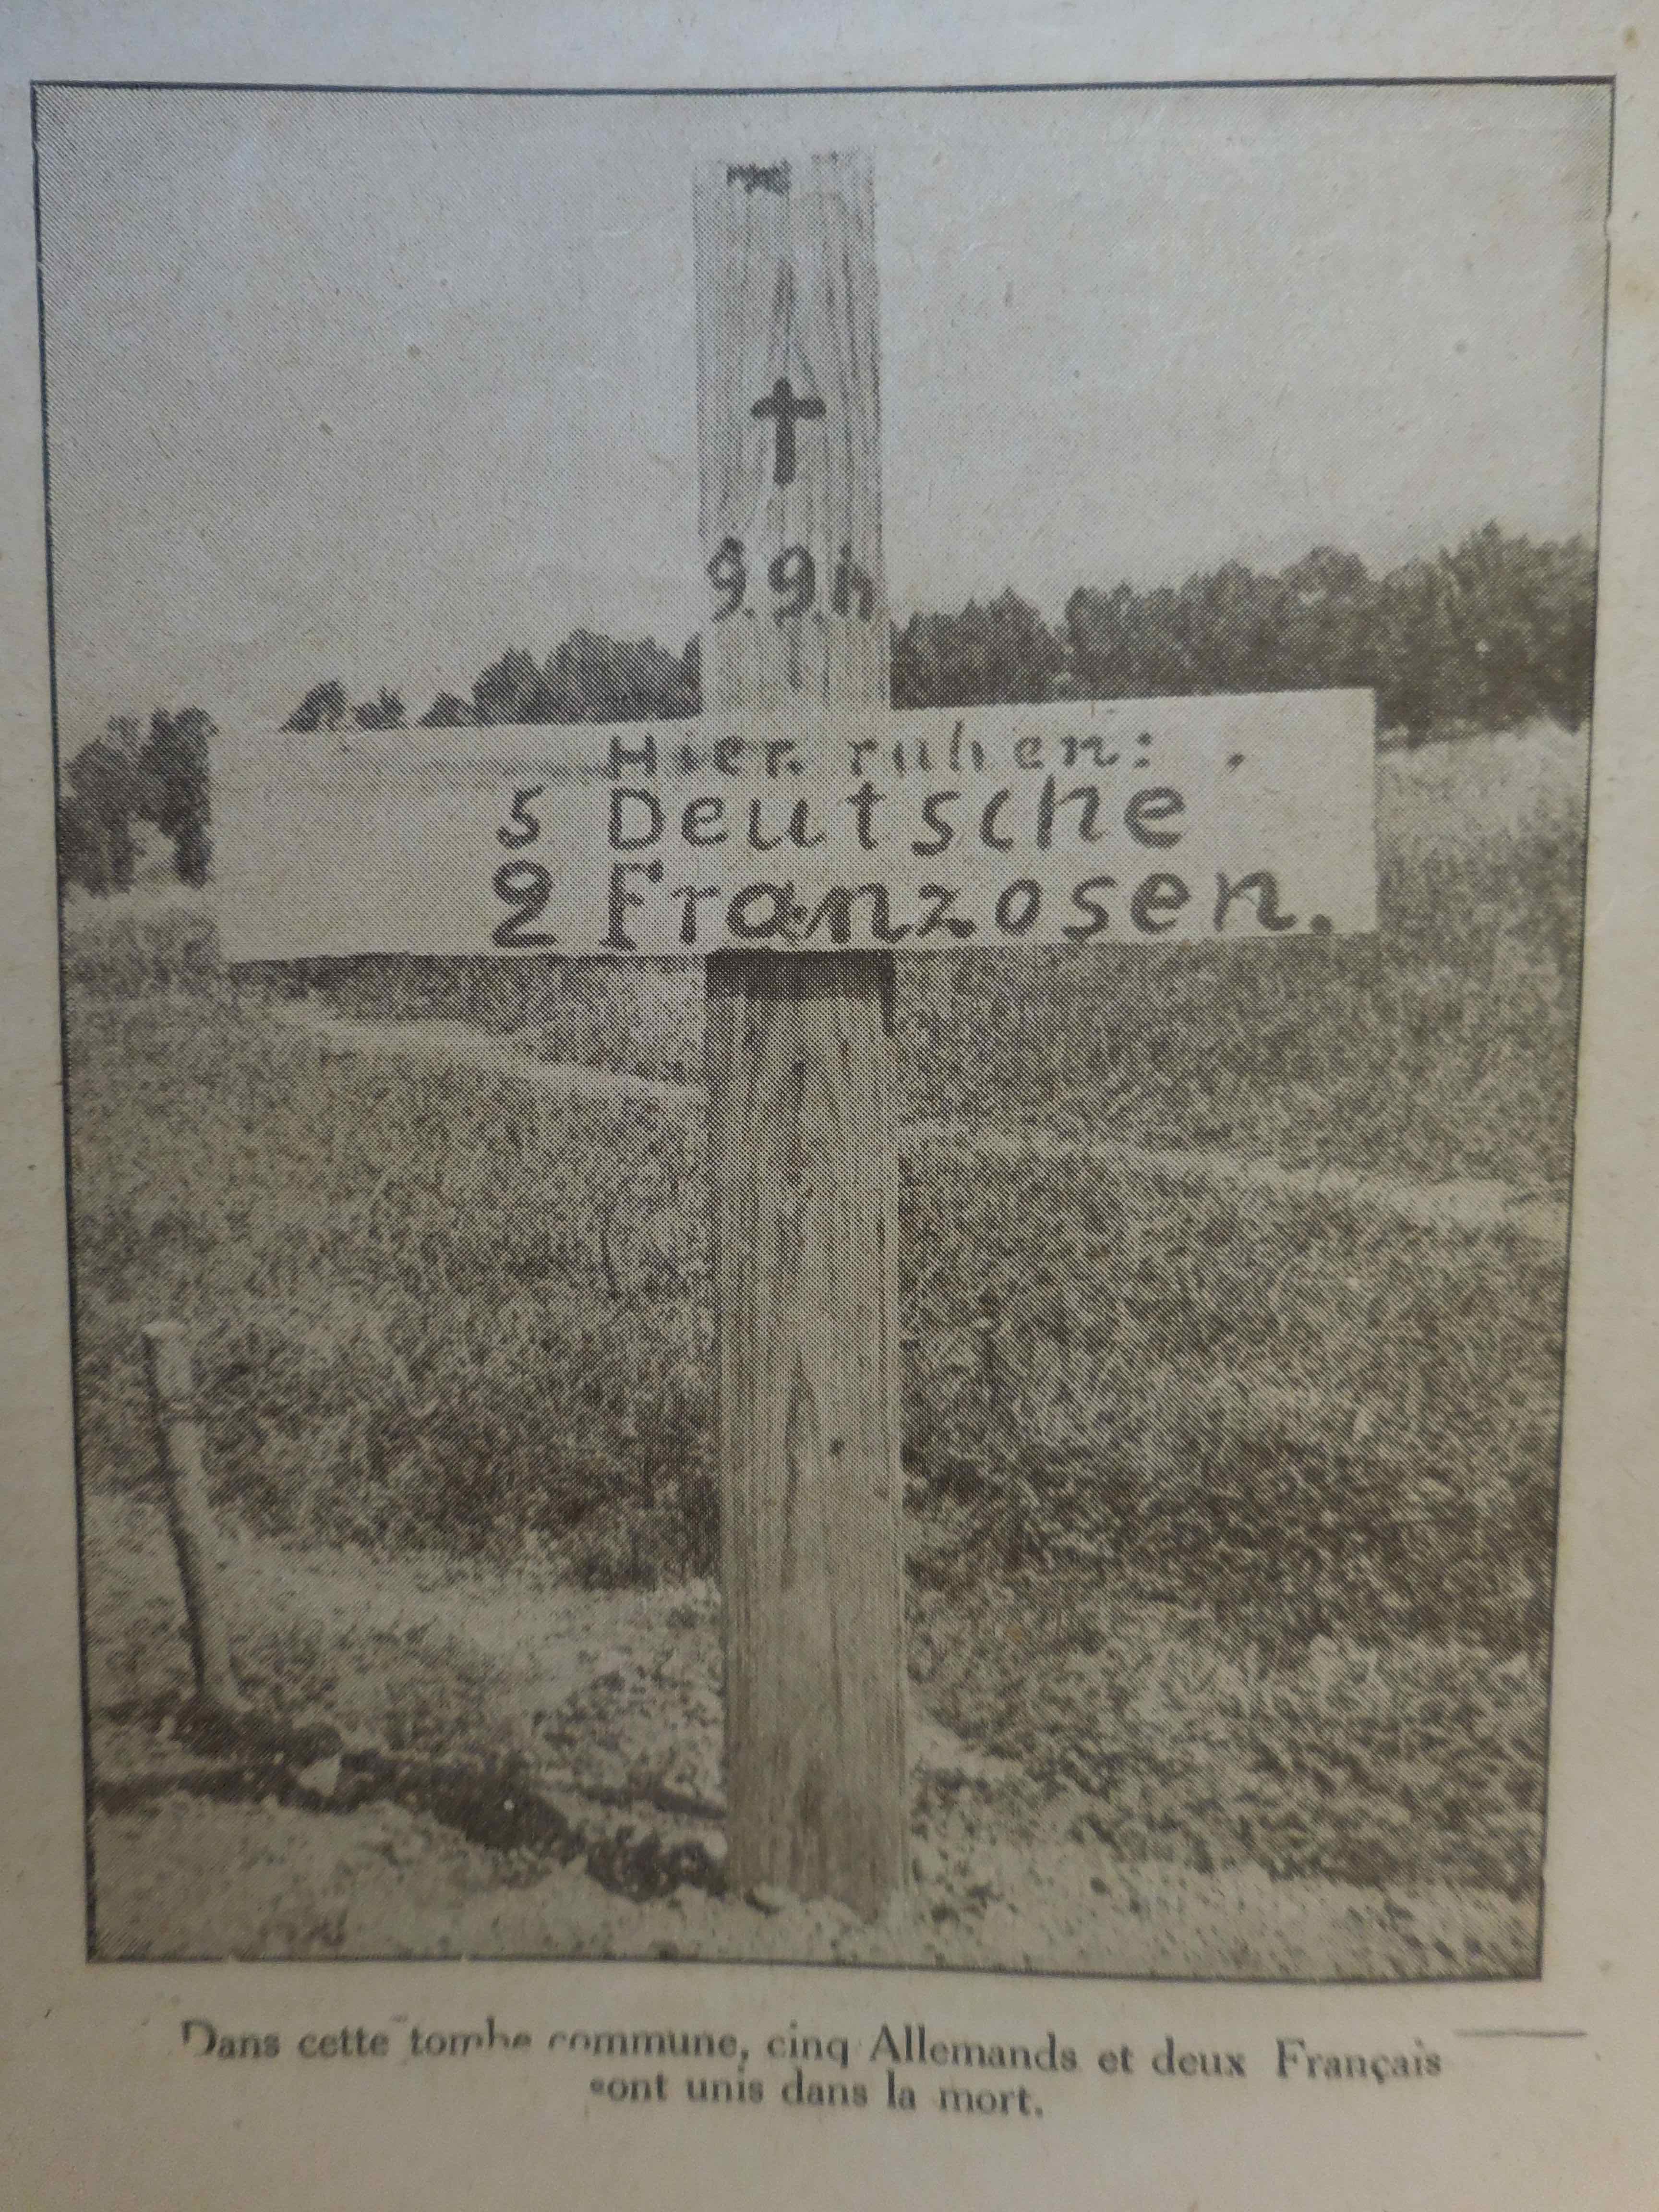 9.9.
Hier ruhen:
5 Deutsche
2 Franzosen.
Dans cette tombe commune, cinq Allemands et deux Français
sont unis dans la mort.